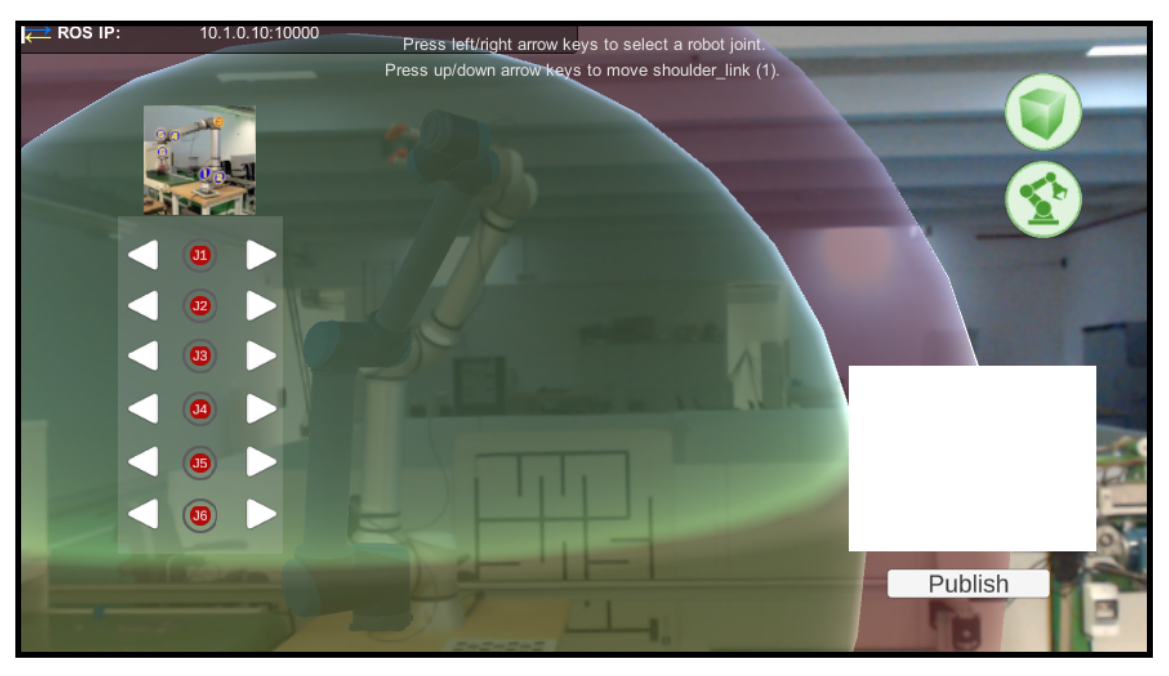 ROS IP: 10.1.0.10:10000
Press left/right arrow keys to select a robot joint.
Press up/down arrow keys to move shoulder_link (1).
J1
J2
J3
J4
J5
J6
Publish